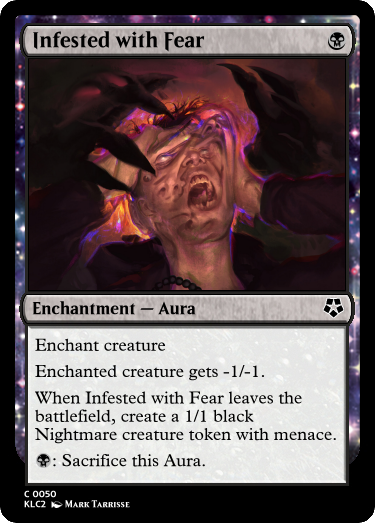 Infested with Fear
Enchantment — Aura
Enchant creature
Enchanted creature gets -1/-1.
When Infested with Fear leaves the
battlefield, create a 1/1 black
Nightmare creature token with menace.
: Sacrifice this Aura.
C 0050
KLC2 Mark Tarrisse